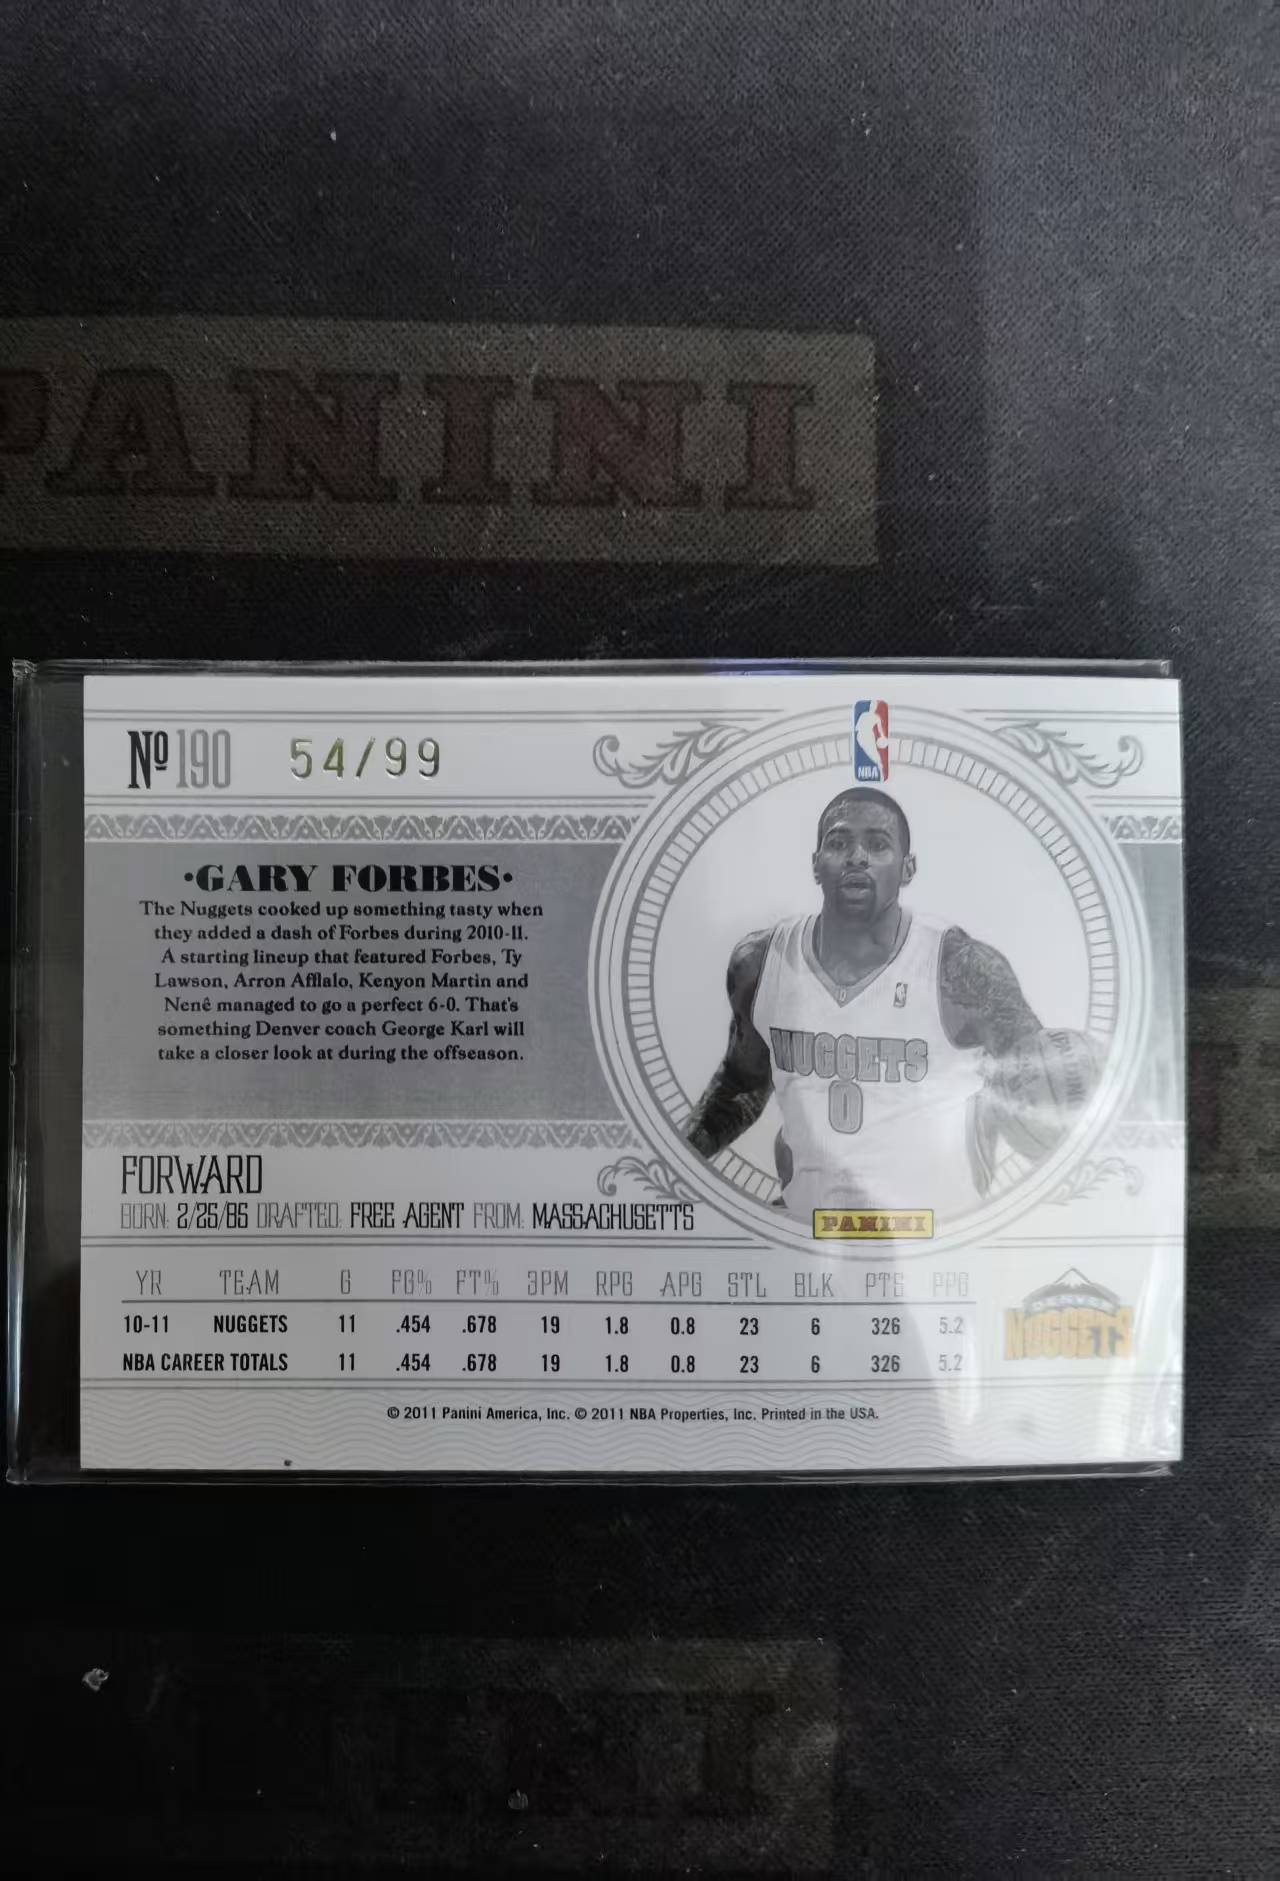 PANINI
Nº190 54/99
NBA
·GARY FORBES·
The Nuggets cooked up something tasty when
they added a dash of Forbes during 2010-11.
A starting lineup that featured Forbes, Ty
Lawson, Arron Afflalo, Kenyon Martin and
Nenê managed to go a perfect 6-0. That's
something Denver coach George Karl will
take a closer look at during the offseason.
NUGGETS
0
FORWARD
BORN: 2/25/85 DRAFTED: FREE AGENT FROM: MASSACHUSETTS
PANINI
YR TEAM G FG% FT% 3PM RPG APG STL BLK PTS PPG
10-11 NUGGETS 11 .454 .678 19 1.8 0.8 23 6 326 5.2
NBA CAREER TOTALS 11 .454 .678 19 1.8 0.8 23 6 326 5.2
DENVER
NUGGETS
© 2011 Panini America, Inc. © 2011 NBA Properties, Inc. Printed in the USA.